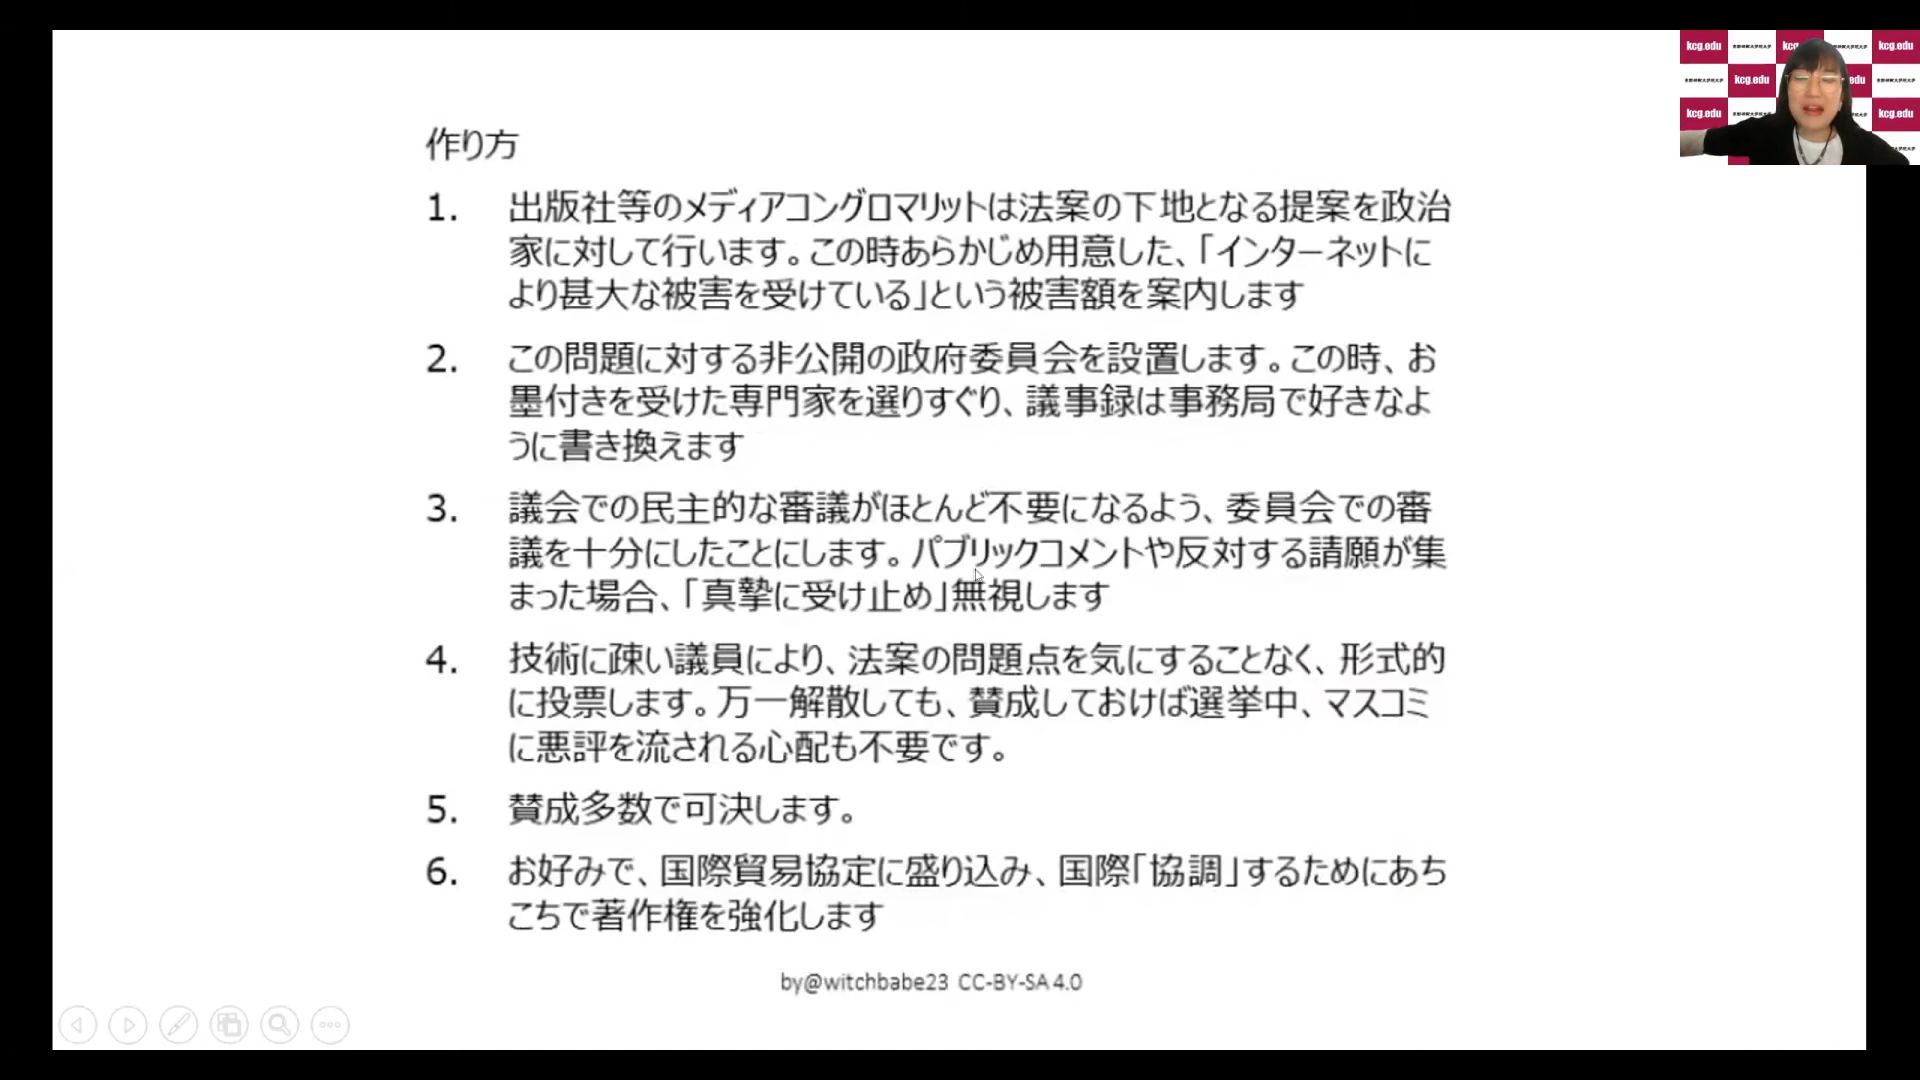 作り方
1. 出版社等のメディアコングロマリットは法案の下地となる提案を政治
家に対して行います。この時あらかじめ用意した、「インターネットに
より甚大な被害を受けている」という被害額を案内します
2. この問題に対する非公開の政府委員会を設置します。この時、お
墨付きを受けた専門家を選りすぐり、議事録は事務局で好きなよ
うに書き換えます
3. 議会での民主的な審議がほとんど不要になるよう、委員会での審
議を十分にしたことにします。パブリックコメントや反対する請願が集
まった場合、「真摯に受け止め」無視します
4. 技術に疎い議員により、法案の問題点を気にすることなく、形式的
に投票します。万一解散しても、賛成しておけば選挙中、マスコミ
に悪評を流される心配も不要です。
5. 賛成多数で可決します。
6. お好みで、国際貿易協定に盛り込み、国際「協調」するためにあち
こちで著作権を強化します
by@witchbabe23 CC-BY-SA 4.0
kcg.edu kcg.edu
kcg.edu edu
kcg.edu kcg.edu